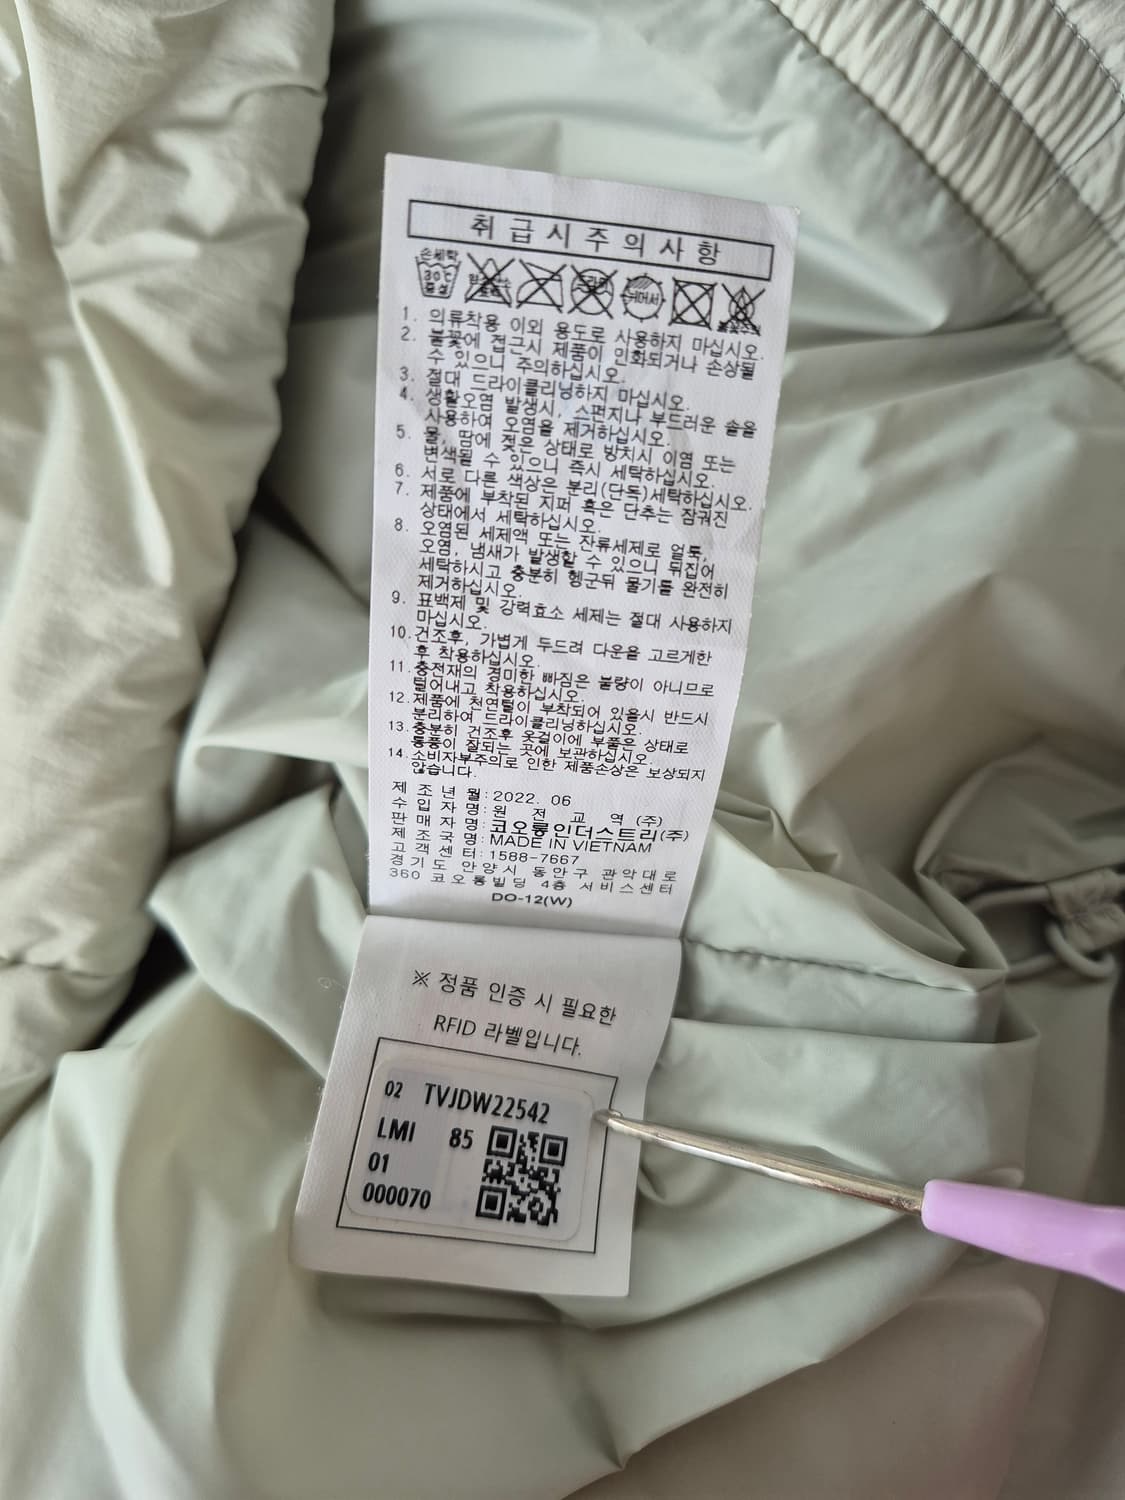 취급시주의사항
손세탁
30℃
중성
드라이
뉘어서
1. 의류착용 이외 용도로 사용하지 마십시오.
2. 불꽃에 접근시 제품이 인화되거나 손상될
수 있으니 주의하십시오.
3. 절대 드라이클리닝하지 마십시오.
4. 생활오염 발생시, 스펀지나 부드러운 솔을
사용하여 오염을 제거하십시오.
5. 물, 땀에 젖은 상태로 방치시 이염 또는
변색될 수 있으니 즉시 세탁하십시오.
6. 서로 다른 색상은 분리(단독)세탁하십시오.
7. 제품에 부착된 지퍼 혹은 단추는 잠궈진
상태에서 세탁하십시오.
8. 오염된 세제액 또는 잔류세제로 얼룩,
오염, 냄새가 발생할 수 있으니 뒤집어
세탁하시고 충분히 헹군뒤 물기를 완전히
제거하십시오.
9. 표백제 및 강력효소 세제는 절대 사용하지
마십시오.
10. 건조후, 가볍게 두드려 다운을 고르게한
후 착용하십시오.
11. 충전재의 경미한 빠짐은 불량이 아니므로
털어내고 착용하십시오.
12. 제품에 천연털이 부착되어 있을시 반드시
분리하여 드라이클리닝하십시오.
13. 충분히 건조후 옷걸이에 부풀은 상태로
통풍이 잘되는 곳에 보관하십시오.
14. 소비자부주의로 인한 제품손상은 보상되지
않습니다.
제 조 년 월: 2022. 06
수 입 자 명: 원 전 교 역 (주)
판 매 자 명: 코오롱인더스트리(주)
제 조 국 명: MADE IN VIETNAM
고 객 센 터: 1588-7667
경기도 안양시 동안구 관악대로
360 코오롱빌딩 4층 서비스센터
DO-12(W)
※ 정품 인증 시 필요한
RFID 라벨입니다.
02 TVJDW22542
LMI 85
01
000070